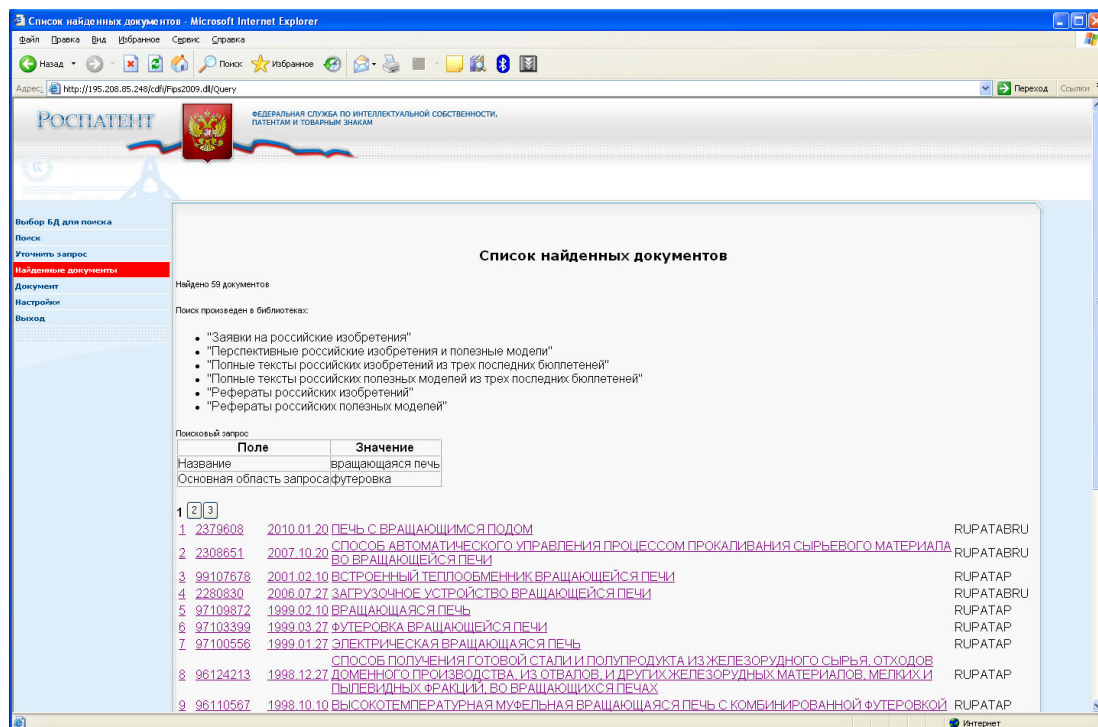 Список найденных документов - Microsoft Internet Explorer
Файл Правка Вид Избранное Сервис Справка
Назад Поиск Избранное
Адрес: http://195.208.85.248/cdfi/Fips2009.dll/Query Переход Ссылки
РОСПАТЕНТ
ФЕДЕРАЛЬНАЯ СЛУЖБА ПО ИНТЕЛЛЕКТУАЛЬНОЙ СОБСТВЕННОСТИ,
ПАТЕНТАМ И ТОВАРНЫМ ЗНАКАМ
Выбор БД для поиска
Поиск
Уточнить запрос
Найденные документы
Документ
Настройки
Выход
Список найденных документов
Найдено 59 документов
Поиск произведен в библиотеках:
"Заявки на российские изобретения"
"Перспективные российские изобретения и полезные модели"
"Полные тексты российских изобретений из трех последних бюллетеней"
"Полные тексты российских полезных моделей из трех последних бюллетеней"
"Рефераты российских изобретений"
"Рефераты российских полезных моделей"
Поисковый запрос
Поле Значение
Название вращающаяся печь
Основная область запроса футеровка
1 2 3
1 2379608 2010.01.20 ПЕЧЬ С ВРАЩАЮЩИМСЯ ПОДОМ RUPATABRU
2 2308651 2007.10.20 СПОСОБ АВТОМАТИЧЕСКОГО УПРАВЛЕНИЯ ПРОЦЕССОМ ПРОКАЛИВАНИЯ СЫРЬЕВОГО МАТЕРИАЛА RUPATABRU
ВО ВРАЩАЮЩЕЙСЯ ПЕЧИ
3 99107678 2001.02.10 ВСТРОЕННЫЙ ТЕПЛООБМЕННИК ВРАЩАЮЩЕЙСЯ ПЕЧИ RUPATAP
4 2280830 2006.07.27 ЗАГРУЗОЧНОЕ УСТРОЙСТВО ВРАЩАЮЩЕЙСЯ ПЕЧИ RUPATABRU
5 97109872 1999.02.10 ВРАЩАЮЩАЯСЯ ПЕЧЬ RUPATAP
6 97103399 1999.03.27 ФУТЕРОВКА ВРАЩАЮЩЕЙСЯ ПЕЧИ RUPATAP
7 97100556 1999.01.27 ЭЛЕКТРИЧЕСКАЯ ВРАЩАЮЩАЯСЯ ПЕЧЬ RUPATAP
СПОСОБ ПОЛУЧЕНИЯ ГОТОВОЙ СТАЛИ И ПОЛУПРОДУКТА ИЗ ЖЕЛЕЗОРУДНОГО СЫРЬЯ, ОТХОДОВ
8 96124213 1998.12.27 ДОМЕННОГО ПРОИЗВОДСТВА, ИЗ ОТВАЛОВ, И ДРУГИХ ЖЕЛЕЗОРУДНЫХ МАТЕРИАЛОВ, МЕЛКИХ И RUPATAP
ПЫЛЕВИДНЫХ ФРАКЦИЙ, ВО ВРАЩАЮЩИХСЯ ПЕЧАХ
9 96110567 1998.10.10 ВЫСОКОТЕМПЕРАТУРНАЯ МУФЕЛЬНАЯ ВРАЩАЮЩАЯСЯ ПЕЧЬ С КОМБИНИРОВАННОЙ ФУТЕРОВКОЙ RUPATAP
Интернет